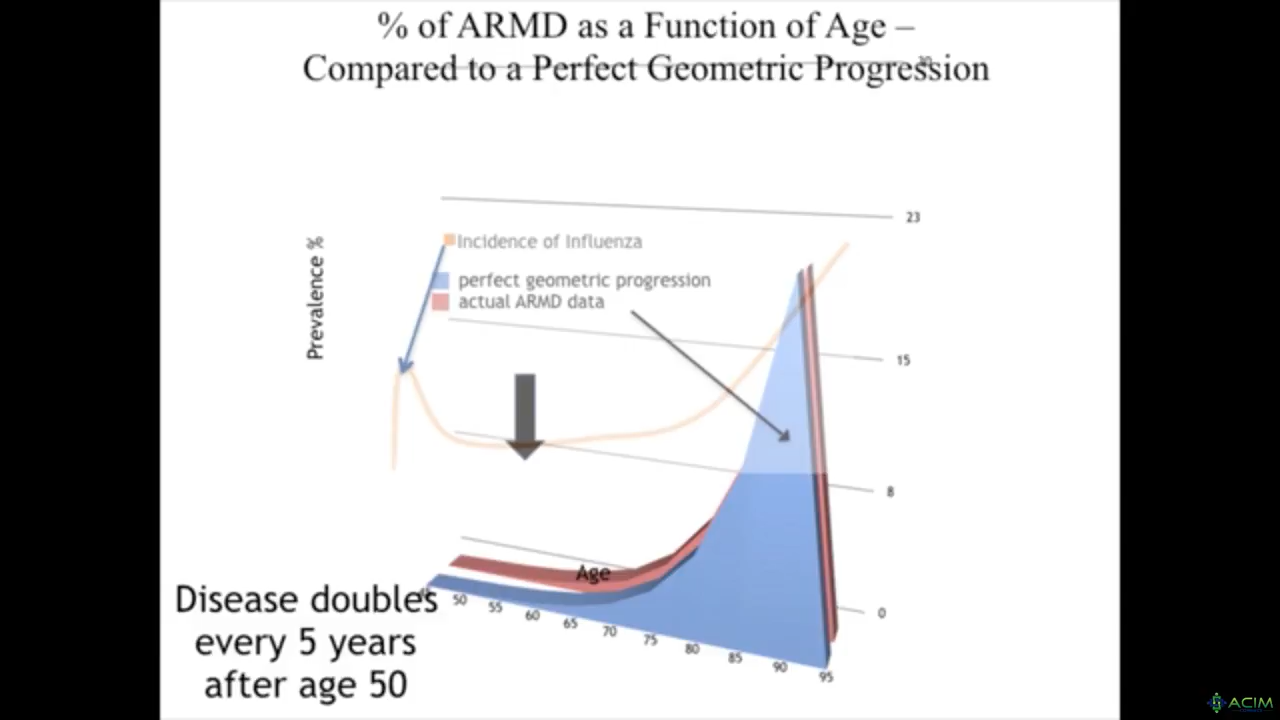 % of ARMD as a Function of Age –
Compared to a Perfect Geometric Progression
30
23
Prevalence %
Incidence of Influenza
perfect geometric progression
actual ARMD data
15
8
Age
0
50 55 60 65 70 75 80 85 90 95
Disease doubles
every 5 years
after age 50
ACIM